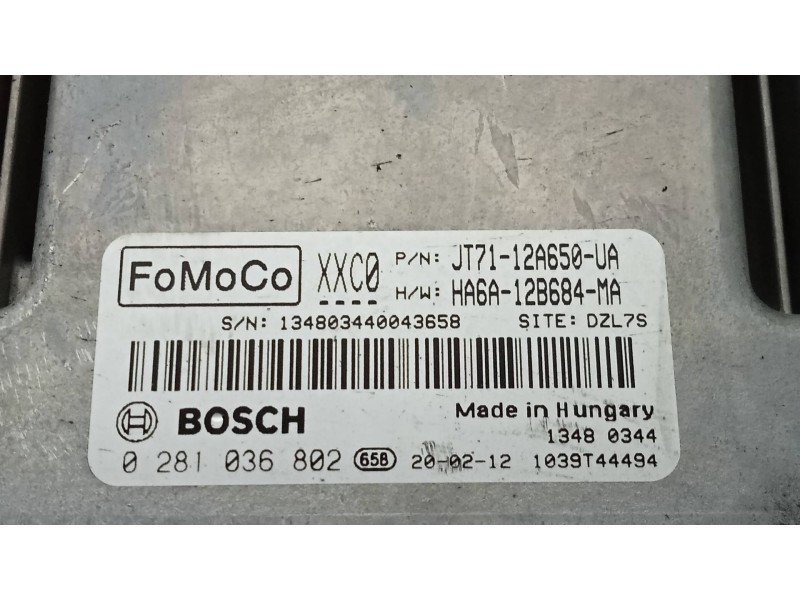 FoMoCo XXC0 P/N: JT71-12A650-UA
H/W: HA6A-12B684-MA
S/N: 134803440043658 SITE: DZL7S
BOSCH Made in Hungary
1348 0344
0 281 036 802 658 20-02-12 1039T44494